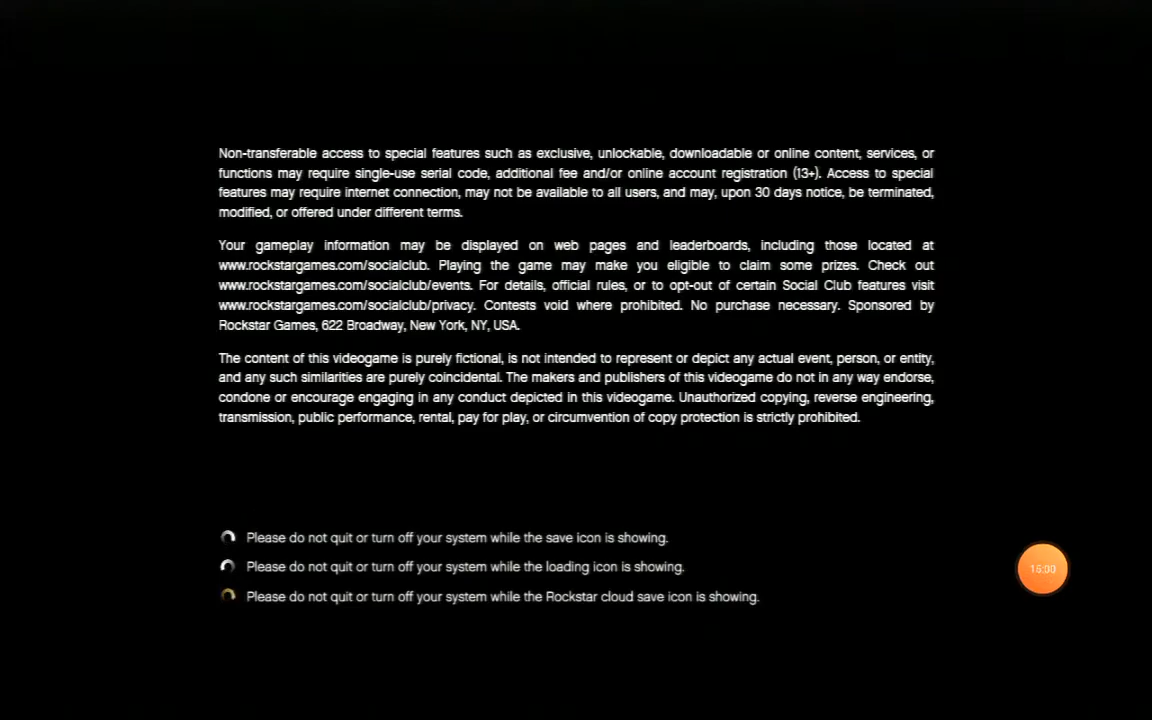 Non-transferable access to special features such as exclusive, unlockable, downloadable or online content, services, or
functions may require single-use serial code, additional fee and/or online account registration (13+). Access to special
features may require internet connection, may not be available to all users, and may, upon 30 days notice, be terminated,
modified, or offered under different terms.
Your gameplay information may be displayed on web pages and leaderboards, including those located at
www.rockstargames.com/socialclub. Playing the game may make you eligible to claim some prizes. Check out
www.rockstargames.com/socialclub/events. For details, official rules, or to opt-out of certain Social Club features visit
www.rockstargames.com/socialclub/privacy. Contests void where prohibited. No purchase necessary. Sponsored by
Rockstar Games, 622 Broadway, New York, NY, USA.
The content of this videogame is purely fictional, is not intended to represent or depict any actual event, person, or entity,
and any such similarities are purely coincidental. The makers and publishers of this videogame do not in any way endorse,
condone or encourage engaging in any conduct depicted in this videogame. Unauthorized copying, reverse engineering,
transmission, public performance, rental, pay for play, or circumvention of copy protection is strictly prohibited.
Please do not quit or turn off your system while the save icon is showing.
Please do not quit or turn off your system while the loading icon is showing.
15:00
Please do not quit or turn off your system while the Rockstar cloud save icon is showing.